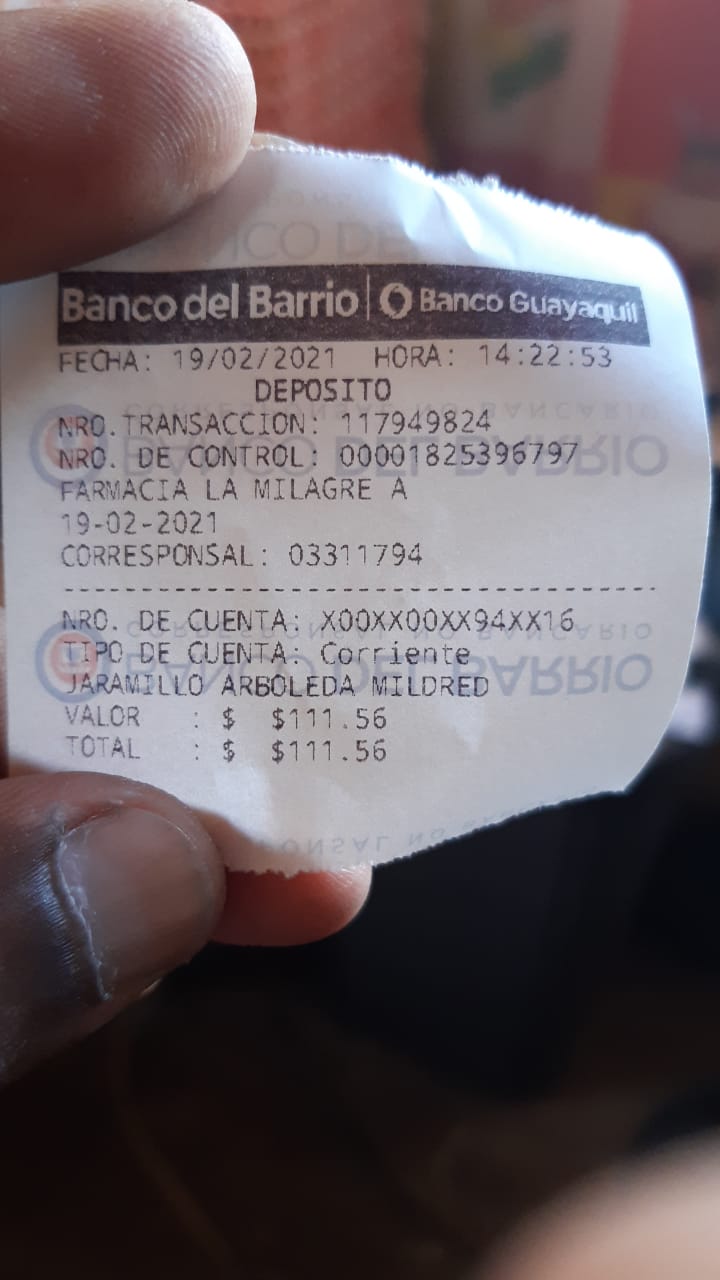 Banco del Barrio | Banco Guayaquil
FECHA: 19/02/2021 HORA: 14:22:53
DEPOSITO
NRO.TRANSACCION: 117949824
NRO. DE CONTROL: 00001825396797
FARMACIA LA MILAGRE A
19-02-2021
CORRESPONSAL: 03311794
NRO. DE CUENTA: X00XX00XX94XX16
TIPO DE CUENTA: Corriente
JARAMILLO ARBOLEDA MILDRED
VALOR : $ $111.56
TOTAL : $ $111.56